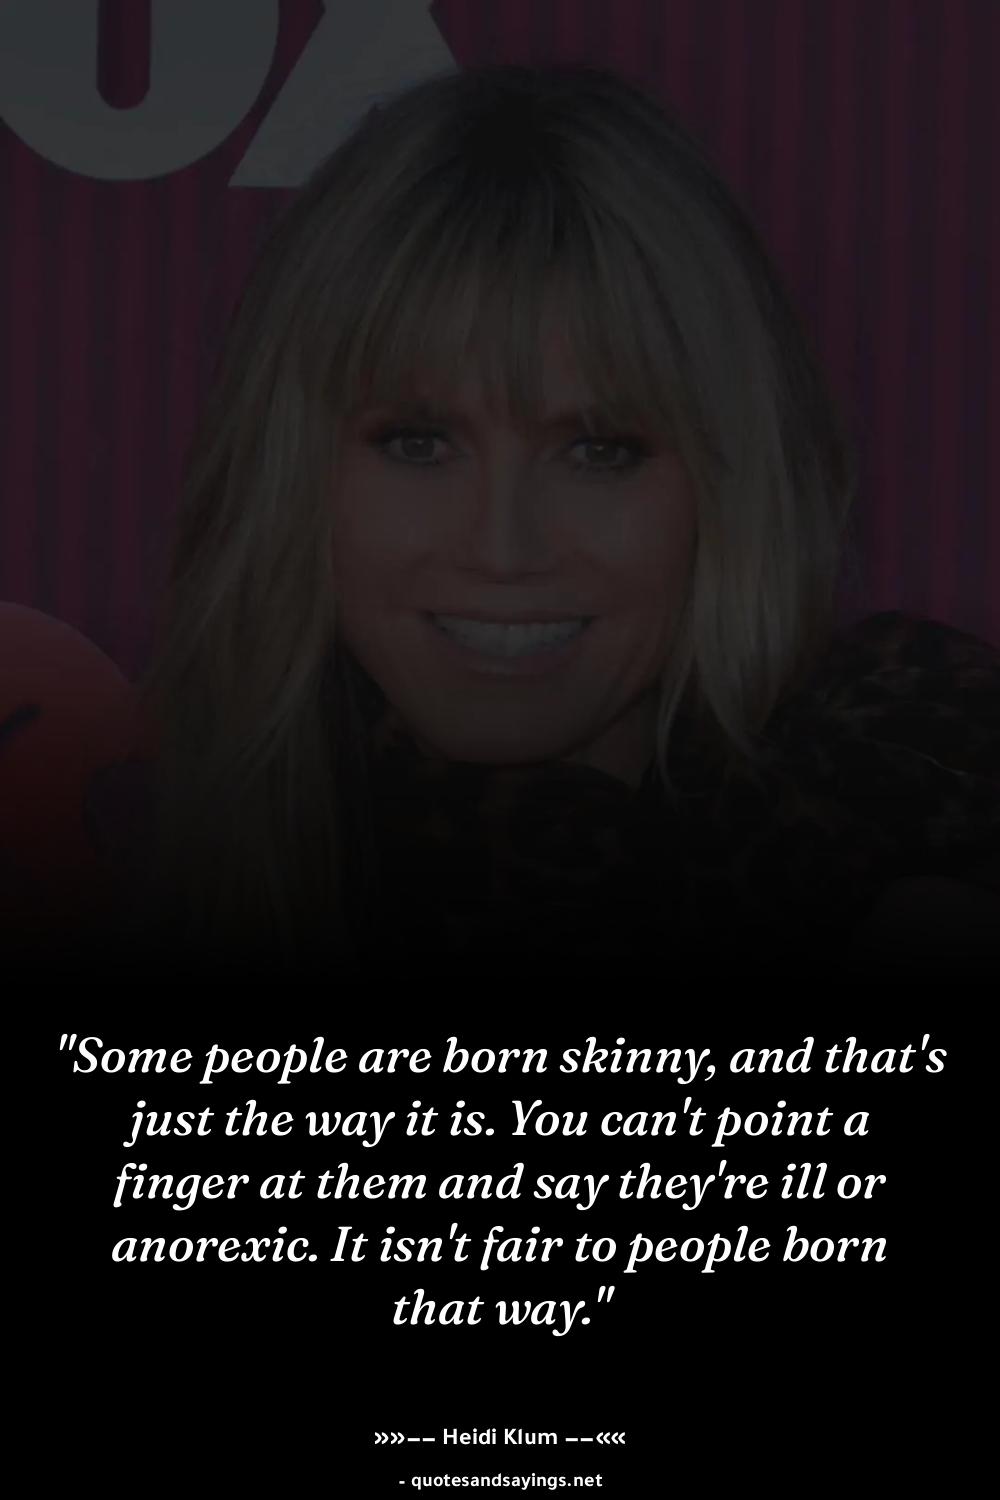 "Some people are born skinny, and that's
just the way it is. You can't point a
finger at them and say they're ill or
anorexic. It isn't fair to people born
that way."
»»–– Heidi Klum ––««
- quotesandsayings.net